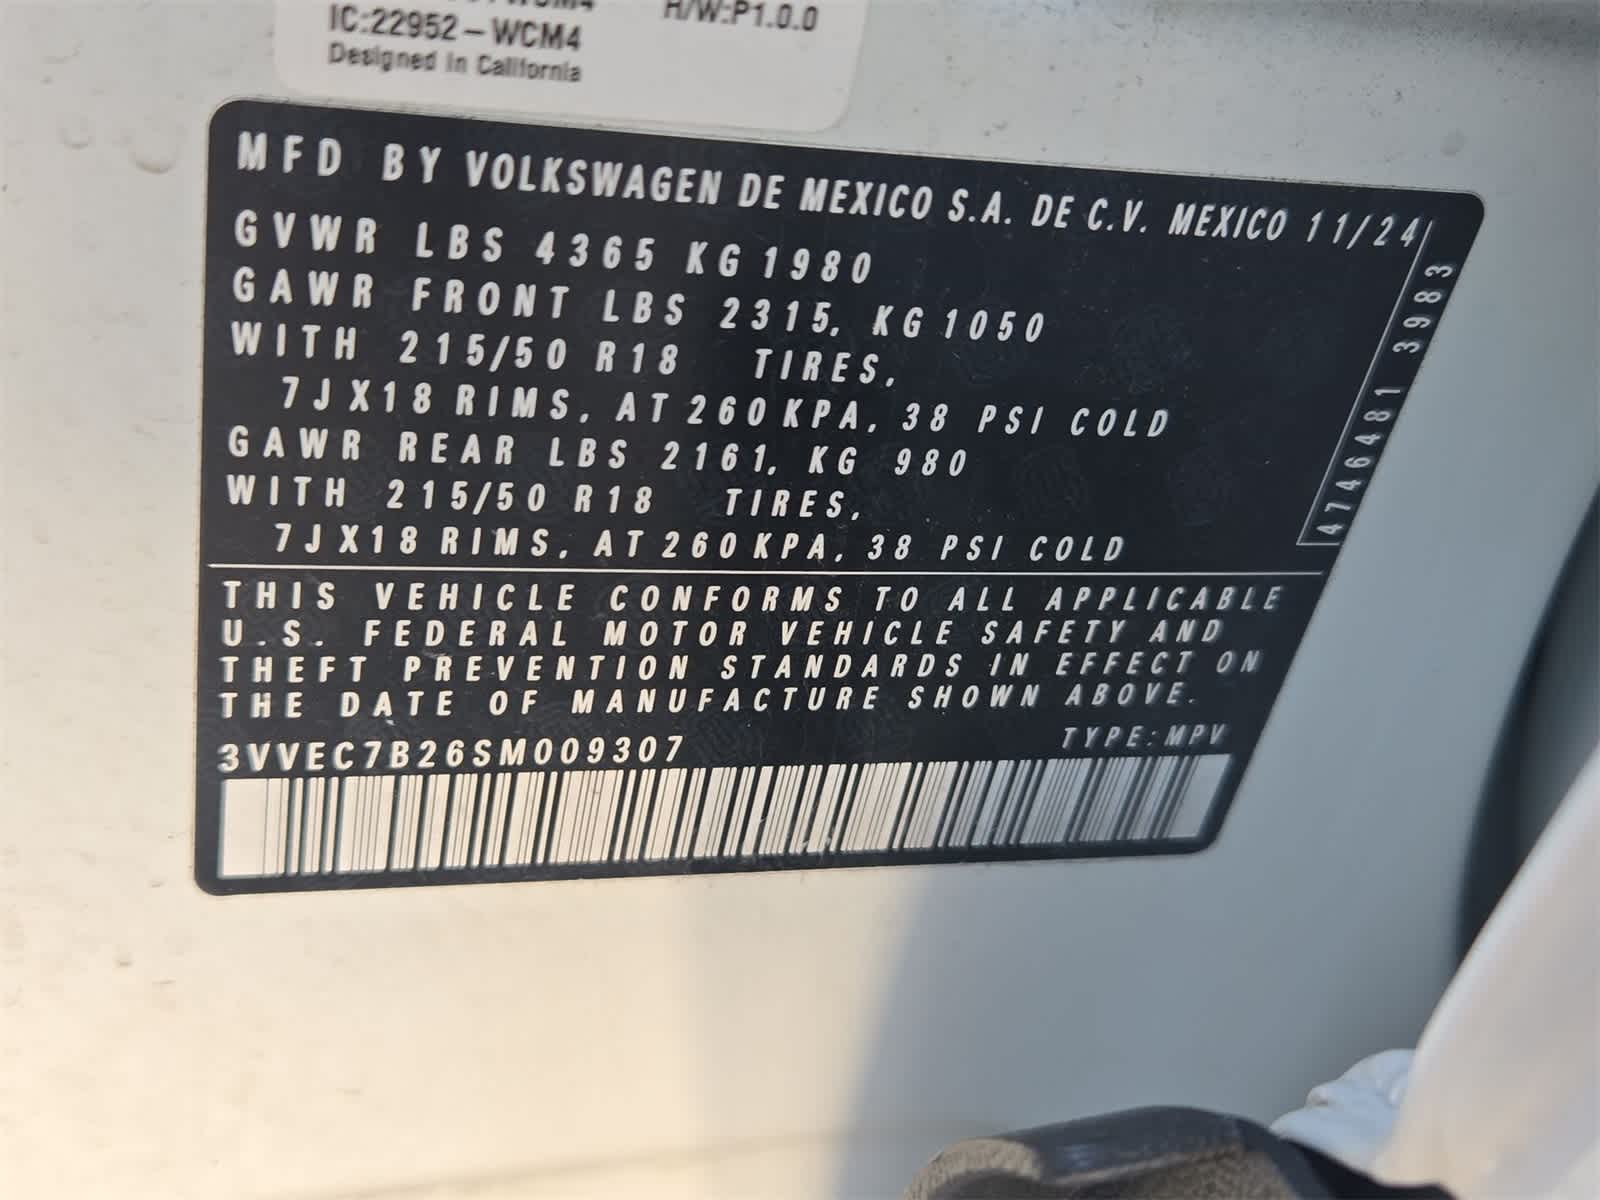 H/W:P1.0.0
IC:22952-WCM4
Designed in California
MFD BY VOLKSWAGEN DE MEXICO S.A. DE C.V. MEXICO 11/24
GVWR LBS 4365 KG 1980
GAWR FRONT LBS 2315, KG 1050
WITH 215/50 R18 TIRES,
7JX18 RIMS, AT 260 KPA, 38 PSI COLD
GAWR REAR LBS 2161, KG 980
WITH 215/50 R18 TIRES,
7JX18 RIMS, AT 260 KPA, 38 PSI COLD
4746481 3983
THIS VEHICLE CONFORMS TO ALL APPLICABLE
U.S. FEDERAL MOTOR VEHICLE SAFETY AND
THEFT PREVENTION STANDARDS IN EFFECT ON
THE DATE OF MANUFACTURE SHOWN ABOVE.
3VVEC7B26SM009307 TYPE:MPV